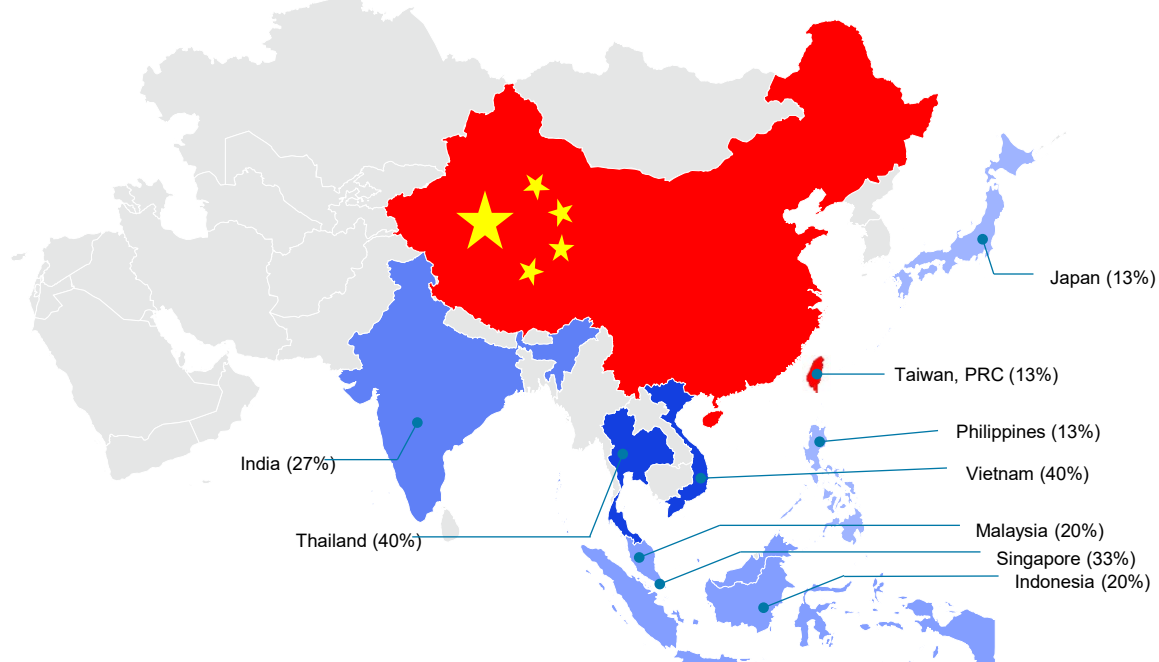 Japan (13%)
Taiwan, PRC (13%)
Philippines (13%)
India (27%)
Vietnam (40%)
Thailand (40%)
Malaysia (20%)
Singapore (33%)
Indonesia (20%)